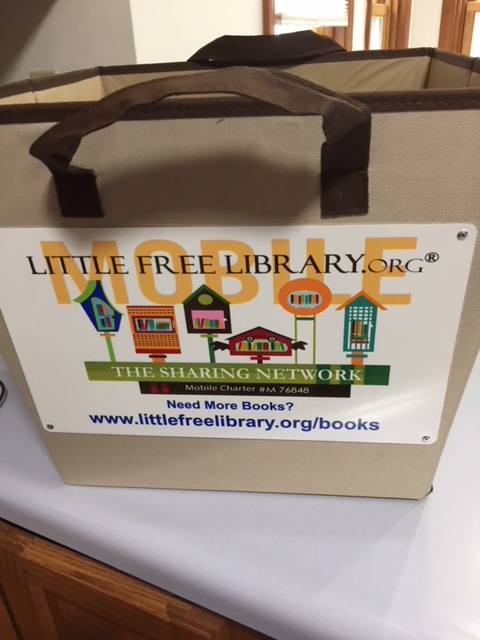 MOBILE
LITTLE FREE LIBRARY.ORG®
THE SHARING NETWORK
Mobile Charter #M 76848
Need More Books?
www.littlefreelibrary.org/books